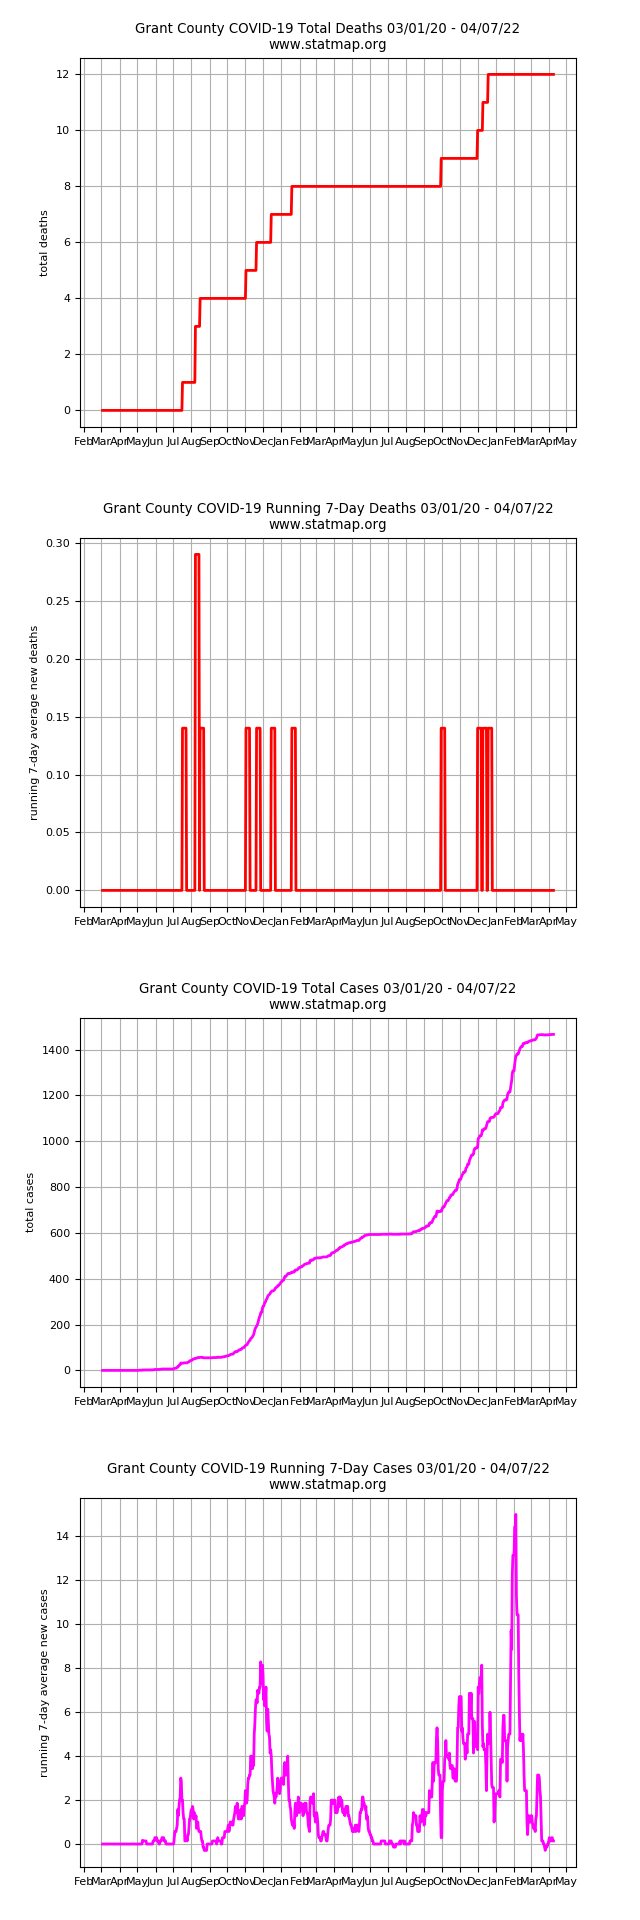 Grant County COVID-19 Total Deaths 03/01/20 - 04/07/22
www.statmap.org
12
10
8
6
4
2
0
total deaths
Feb Mar Apr May Jun Jul Aug Sep Oct Nov Dec Jan Feb Mar Apr May Jun Jul Aug Sep Oct Nov Dec Jan Feb Mar Apr May
Grant County COVID-19 Running 7-Day Deaths 03/01/20 - 04/07/22
www.statmap.org
0.30
0.25
0.20
0.15
0.10
0.05
0.00
running 7-day average new deaths
Feb Mar Apr May Jun Jul Aug Sep Oct Nov Dec Jan Feb Mar Apr May Jun Jul Aug Sep Oct Nov Dec Jan Feb Mar Apr May
Grant County COVID-19 Total Cases 03/01/20 - 04/07/22
www.statmap.org
1400
1200
1000
800
600
400
200
0
total cases
Feb Mar Apr May Jun Jul Aug Sep Oct Nov Dec Jan Feb Mar Apr May Jun Jul Aug Sep Oct Nov Dec Jan Feb Mar Apr May
Grant County COVID-19 Running 7-Day Cases 03/01/20 - 04/07/22
www.statmap.org
14
12
10
8
6
4
2
0
running 7-day average new cases
Feb Mar Apr May Jun Jul Aug Sep Oct Nov Dec Jan Feb Mar Apr May Jun Jul Aug Sep Oct Nov Dec Jan Feb Mar Apr May